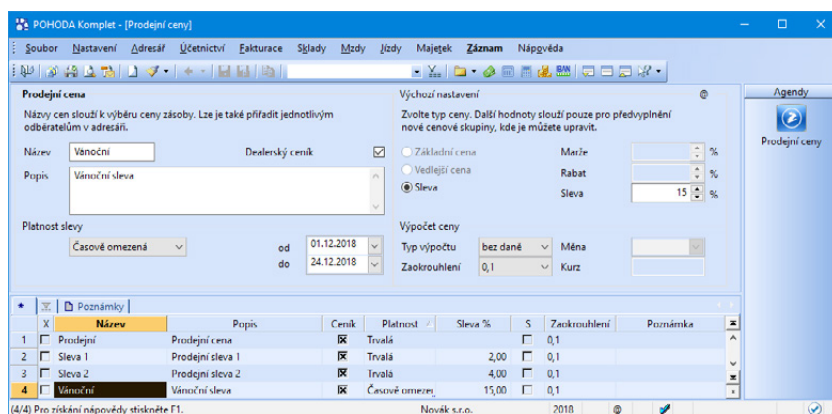 POHODA Komplet - [Prodejní ceny]
Soubor Nastavení Adresář Účetnictví Fakturace Sklady Mzdy Jízdy Majetek Záznam Nápověda
Prodejní cena
Názvy cen slouží k výběru ceny zásoby. Lze je také přiřadit jednotlivým
odběratelům v adresáři.
Název Vánoční Dealerský ceník
Popis Vánoční sleva
Platnost slevy
Časově omezená od 01.12.2018
do 24.12.2018
Výchozí nastavení @
Zvolte typ ceny. Další hodnoty slouží pouze pro předvyplnění
nové cenové skupiny, kde je můžete upravit.
Základní cena Marže %
Vedlejší cena Rabat %
Sleva Sleva 15 %
Výpočet ceny
Typ výpočtu bez daně Měna
Zaokrouhlení 0,1 Kurz
Agendy
Prodejní ceny
* Poznámky
X Název Popis Ceník Platnost Sleva % S Zaokrouhlení Poznámka
1 Prodejní Prodejní cena Trvalá 0,1
2 Sleva 1 Prodejní sleva 1 Trvalá 2,00 0,1
3 Sleva 2 Prodejní sleva 2 Trvalá 4,00 0,1
4 Vánoční Vánoční sleva Časově omezen 15,00 0,1
(4/4) Pro získání nápovědy stiskněte F1. Novák s.r.o. 2018 @